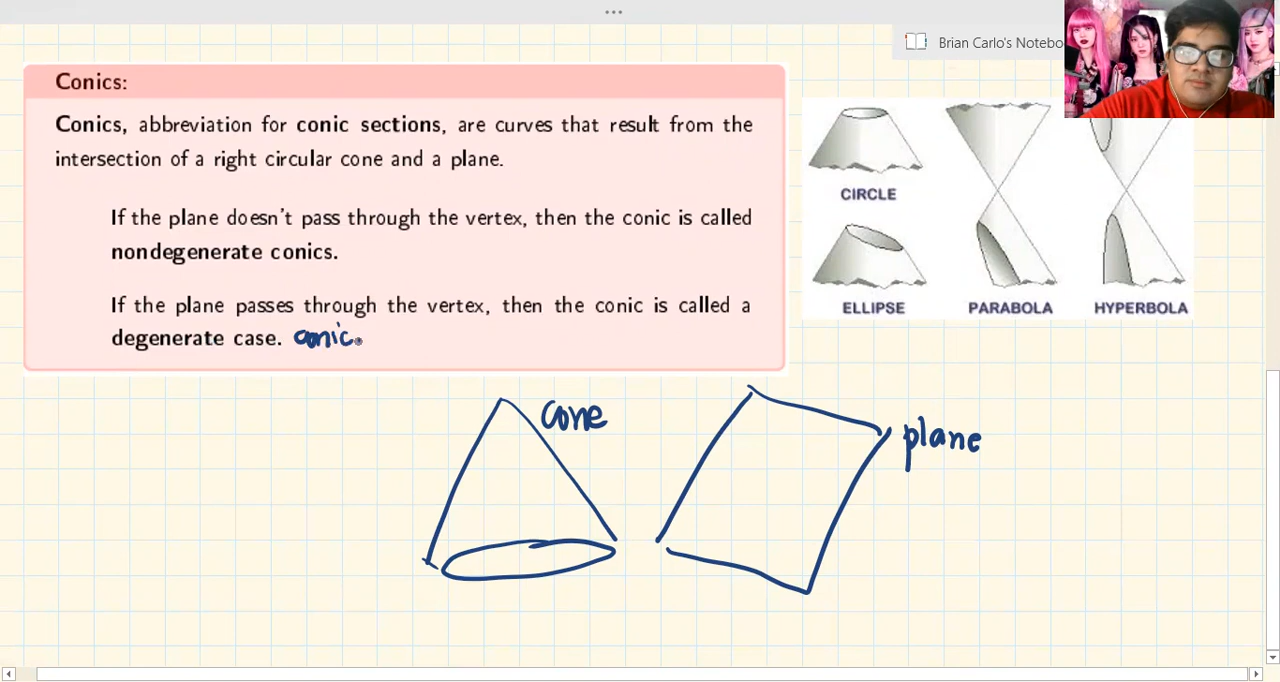 Brian Carlo's Notebo
Conics:
Conics, abbreviation for conic sections, are curves that result from the
intersection of a right circular cone and a plane.
If the plane doesn't pass through the vertex, then the conic is called
nondegenerate conics.
If the plane passes through the vertex, then the conic is called a
degenerate case. conic
CIRCLE
ELLIPSE
PARABOLA
HYPERBOLA
cone
plane